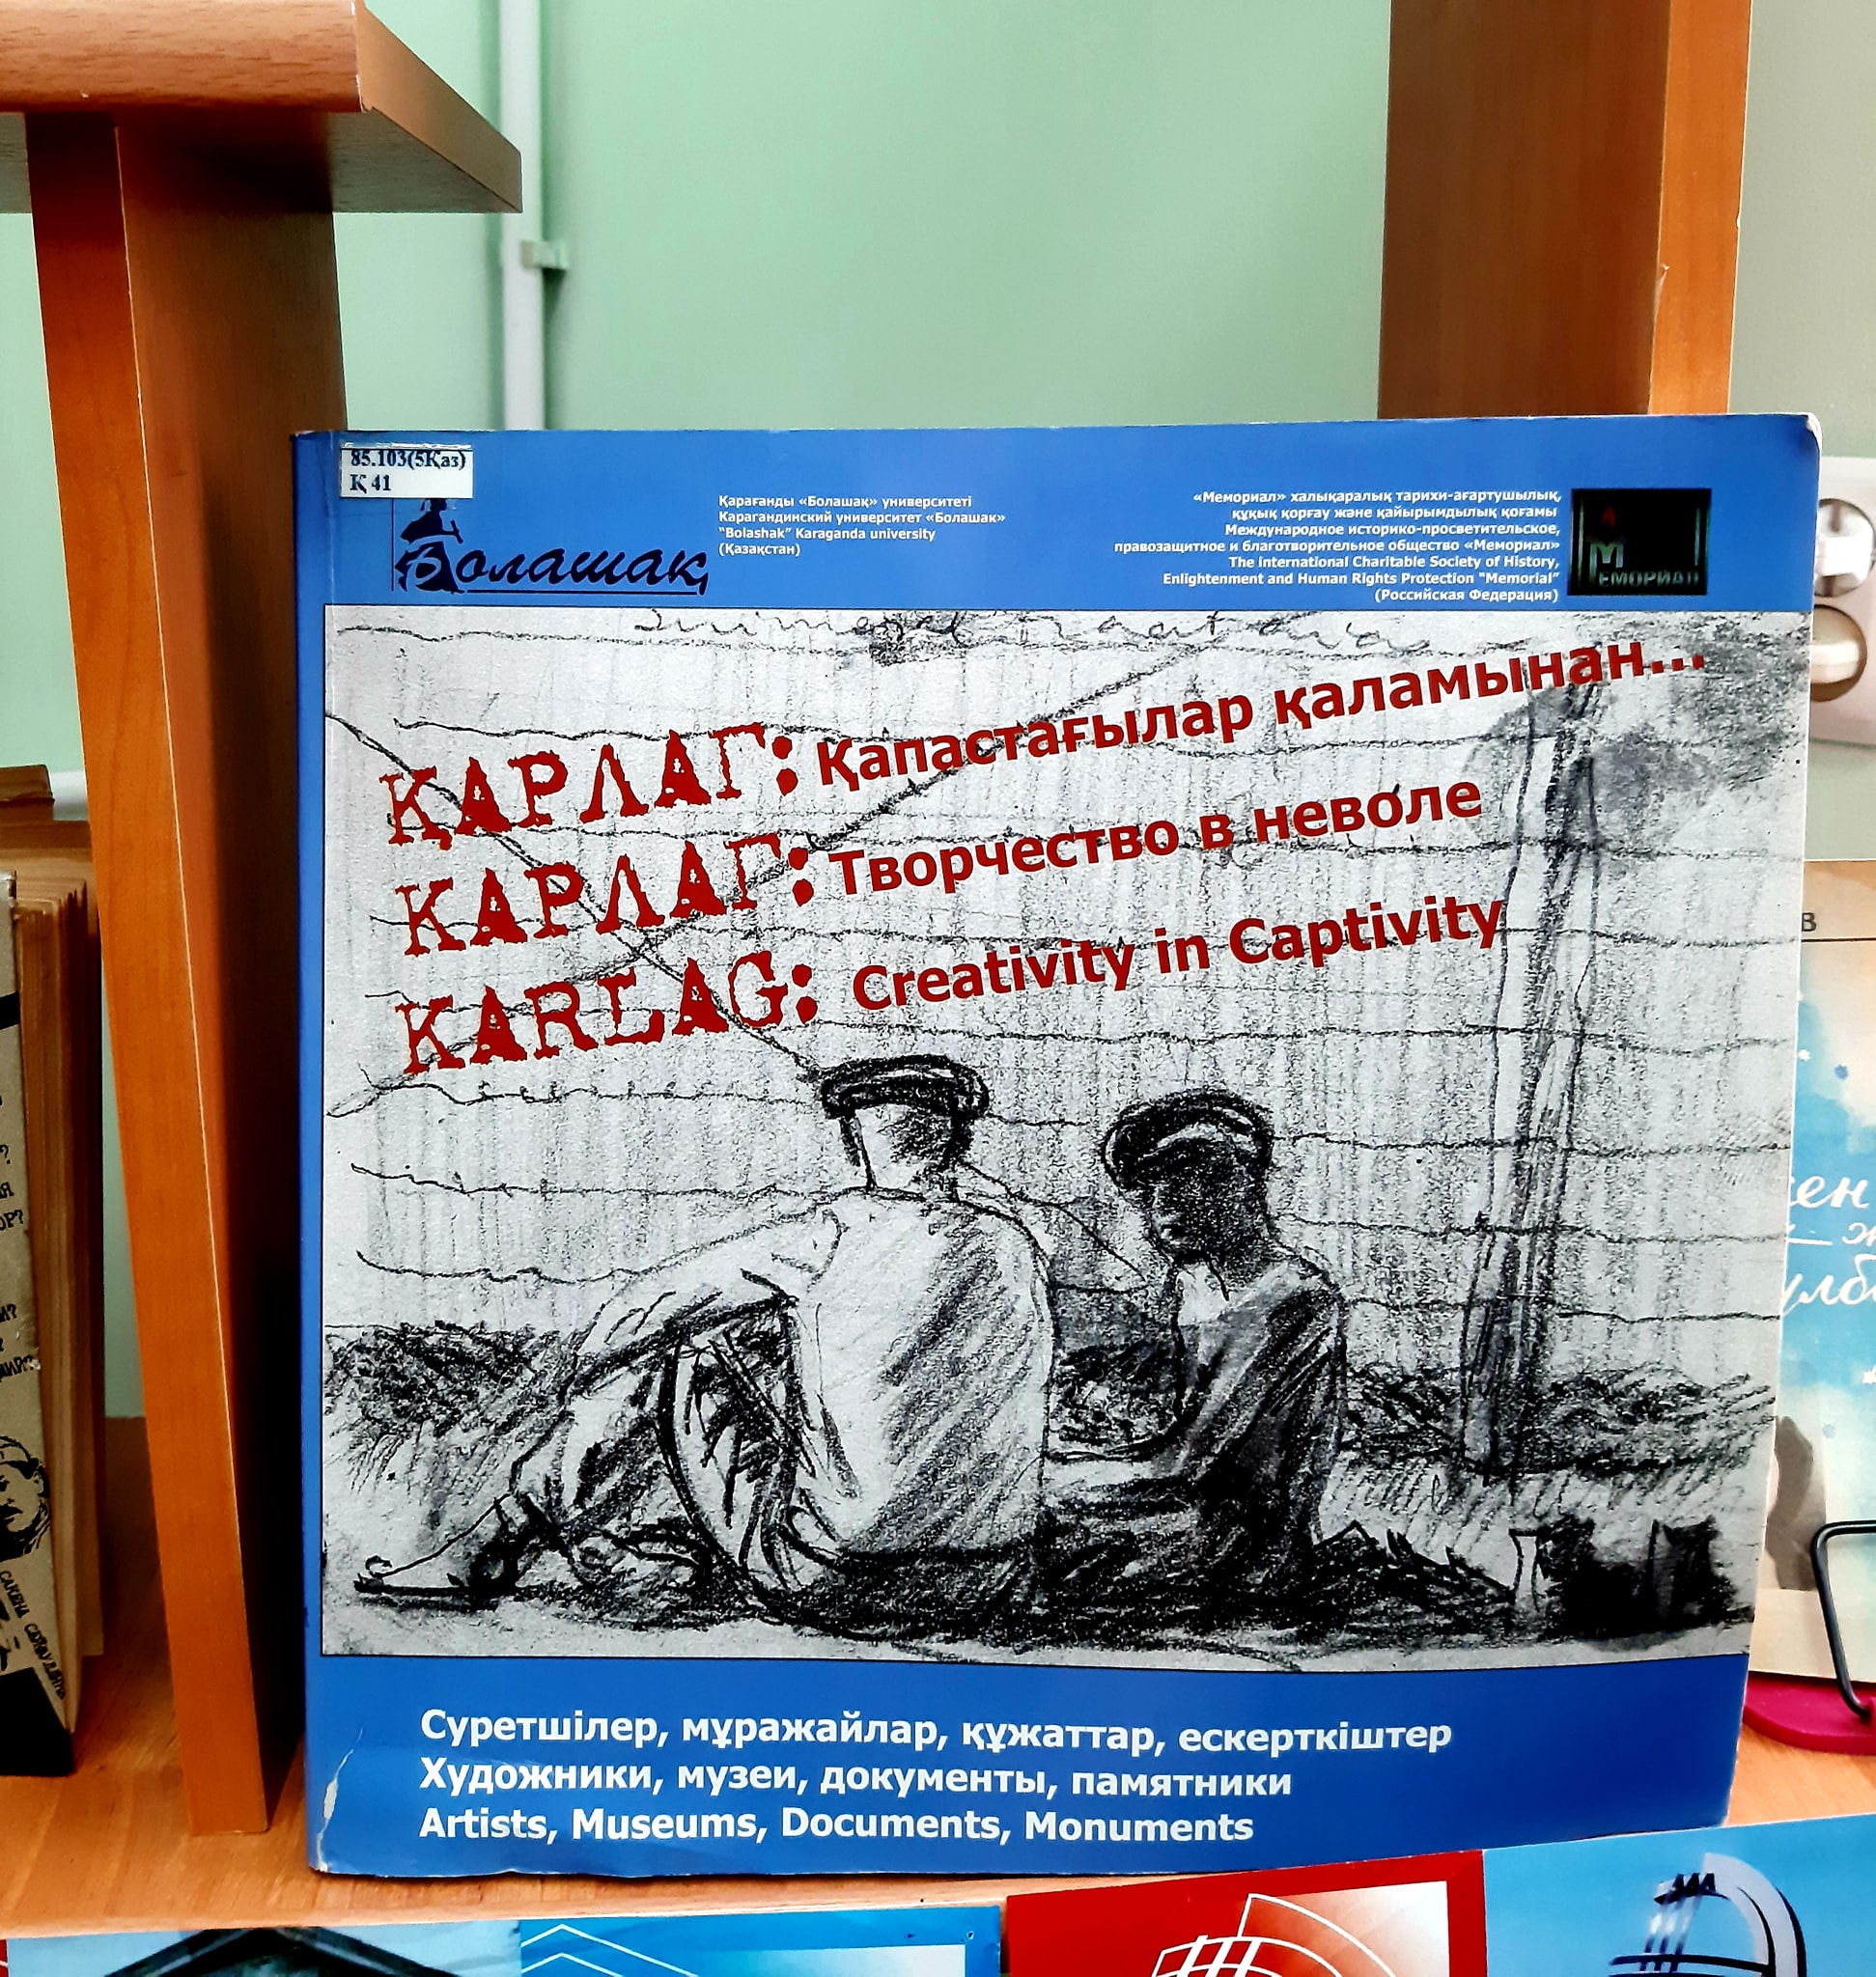 85.103(5Қаз)
Қ 41
Болашақ
Қарағанды «Болашақ» университеті
Карагандинский университет «Болашак»
"Bolashak" Karaganda university
(Қазақстан)
«Мемориал» халықаралық тарихи-ағартушылық,
құқық қорғау және қайырымдылық қоғамы
Международное историко-просветительское,
правозащитное и благотворительное общество «Мемориал»
The international Charitable Society of History,
Enlightenment and Human Rights Protection "Memorial"
(Российская Федерация)
Мемориал
ҚАРЛАГ: Қапастағылар қаламынан...
КАРЛАГ: Творчество в неволе
KARLAG: Creativity in Captivity
Суретшілер, мұражайлар, құжаттар, ескерткіштер
Художники, музеи, документы, памятники
Artists, Museums, Documents, Monuments
САКЕНА СЕЙФУЛЛИНА
В